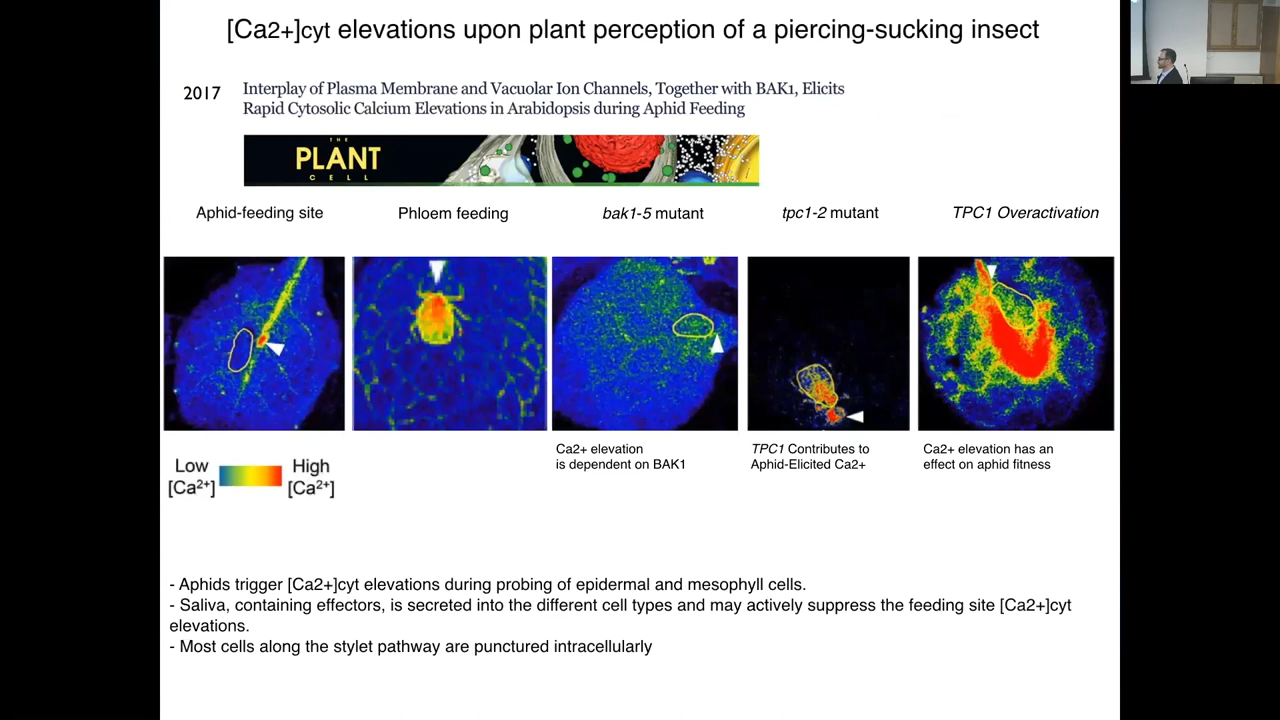 [Ca2+]cyt elevations upon plant perception of a piercing-sucking insect
2017
Interplay of Plasma Membrane and Vacuolar Ion Channels, Together with BAK1, Elicits
Rapid Cytosolic Calcium Elevations in Arabidopsis during Aphid Feeding
THE
PLANT
CELL
Aphid-feeding site
Phloem feeding
bak1-5 mutant
tpc1-2 mutant
TPC1 Overactivation
Ca2+ elevation
is dependent on BAK1
TPC1 Contributes to
Aphid-Elicited Ca2+
Ca2+ elevation has an
effect on aphid fitness
Low
[Ca²⁺]
High
[Ca²⁺]
- Aphids trigger [Ca2+]cyt elevations during probing of epidermal and mesophyll cells.
- Saliva, containing effectors, is secreted into the different cell types and may actively suppress the feeding site [Ca2+]cyt
elevations.
- Most cells along the stylet pathway are punctured intracellularly